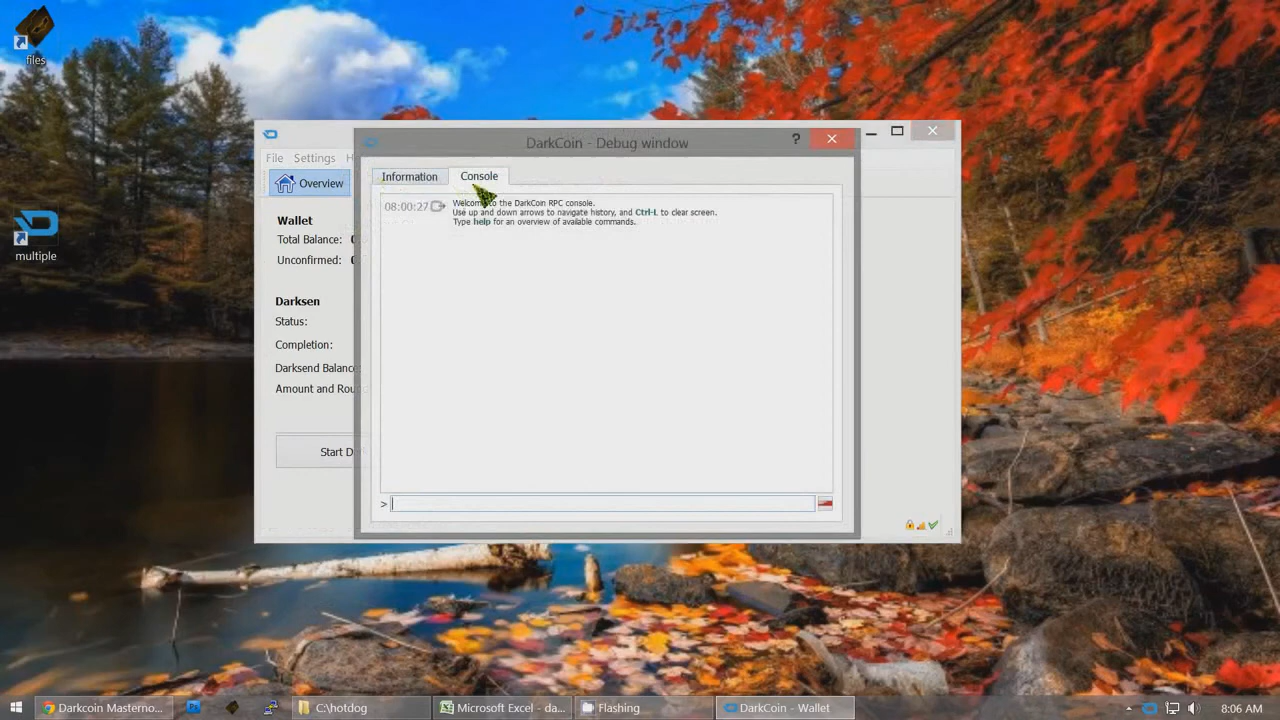 files
multiple
DarkCoin - Debug window
?
File Settings H
Information Console
Overview
08:00:27 Welcome to the DarkCoin RPC console.
Use up and down arrows to navigate history, and Ctrl-L to clear screen.
Type help for an overview of available commands.
Wallet
Total Balance:
Unconfirmed:
Darksen
Status:
Completion:
Darksend Balance
Amount and Rou
Start D
>
Darkcoin Masterno...
C:\hotdog
Microsoft Excel - da...
Flashing
DarkCoin - Wallet
8:06 AM